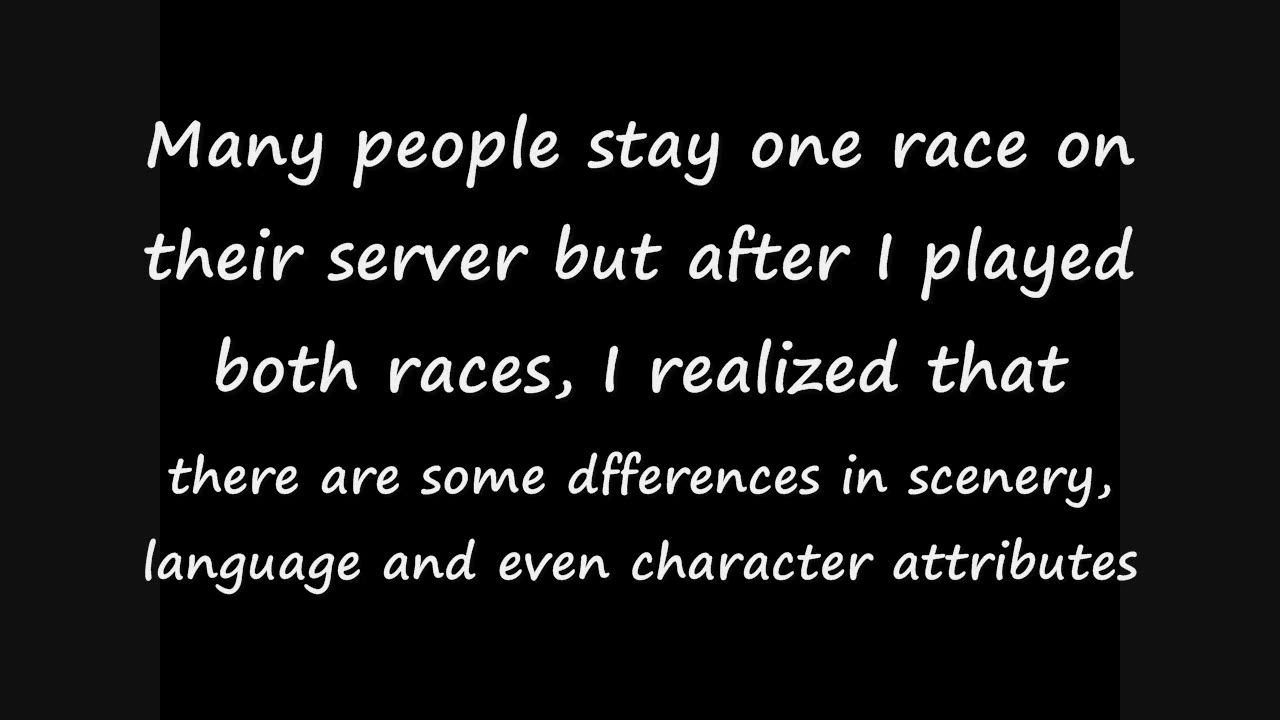 Many people stay one race on
their server but after I played
both races, I realized that
there are some dfferences in scenery,
language and even character attributes